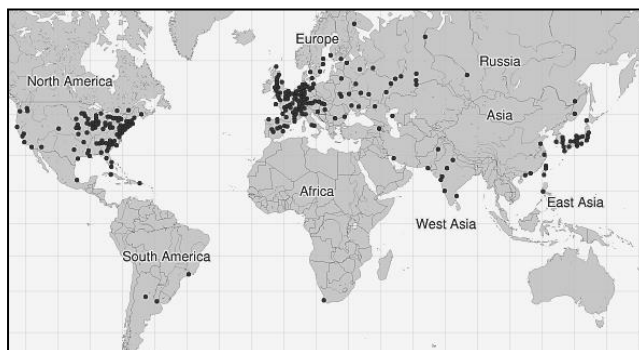 Europe
Russia
North America
Asia
Africa
East Asia
West Asia
South America